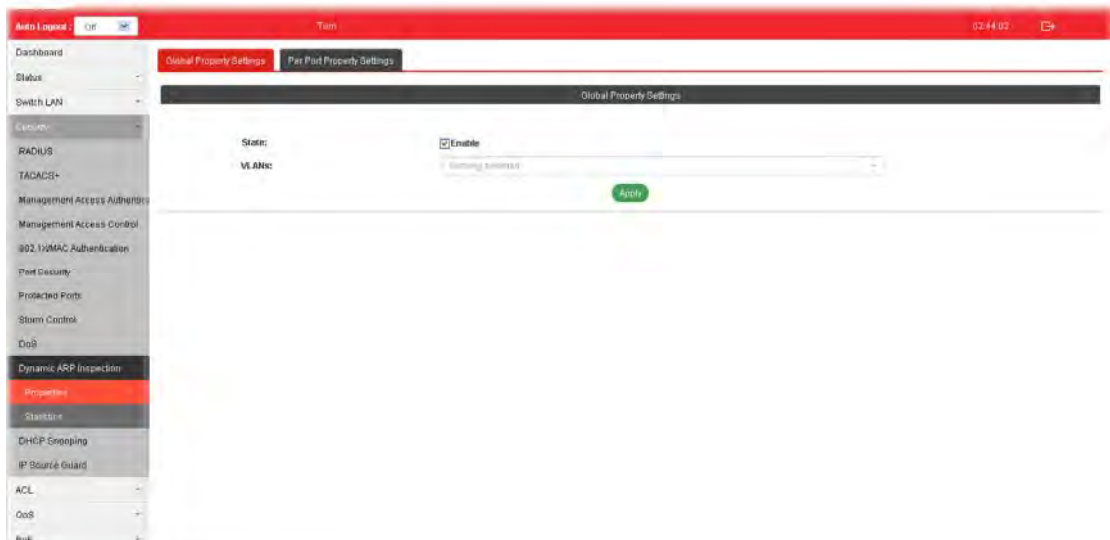 Auto Logout : Off
02:44:02
Global Property Settings
Per Port Property Settings
Global Property Settings
State:
Enable
VLANs:
Apply
Dashboard
Status
Switch LAN
Security
RADIUS
TACACS+
Management Access Authentica
Management Access Control
802.1X/MAC Authentication
Port Security
Protected Ports
Storm Control
DoS
Dynamic ARP Inspection
Properties
Statistics
DHCP Snooping
IP Source Guard
ACL
QoS